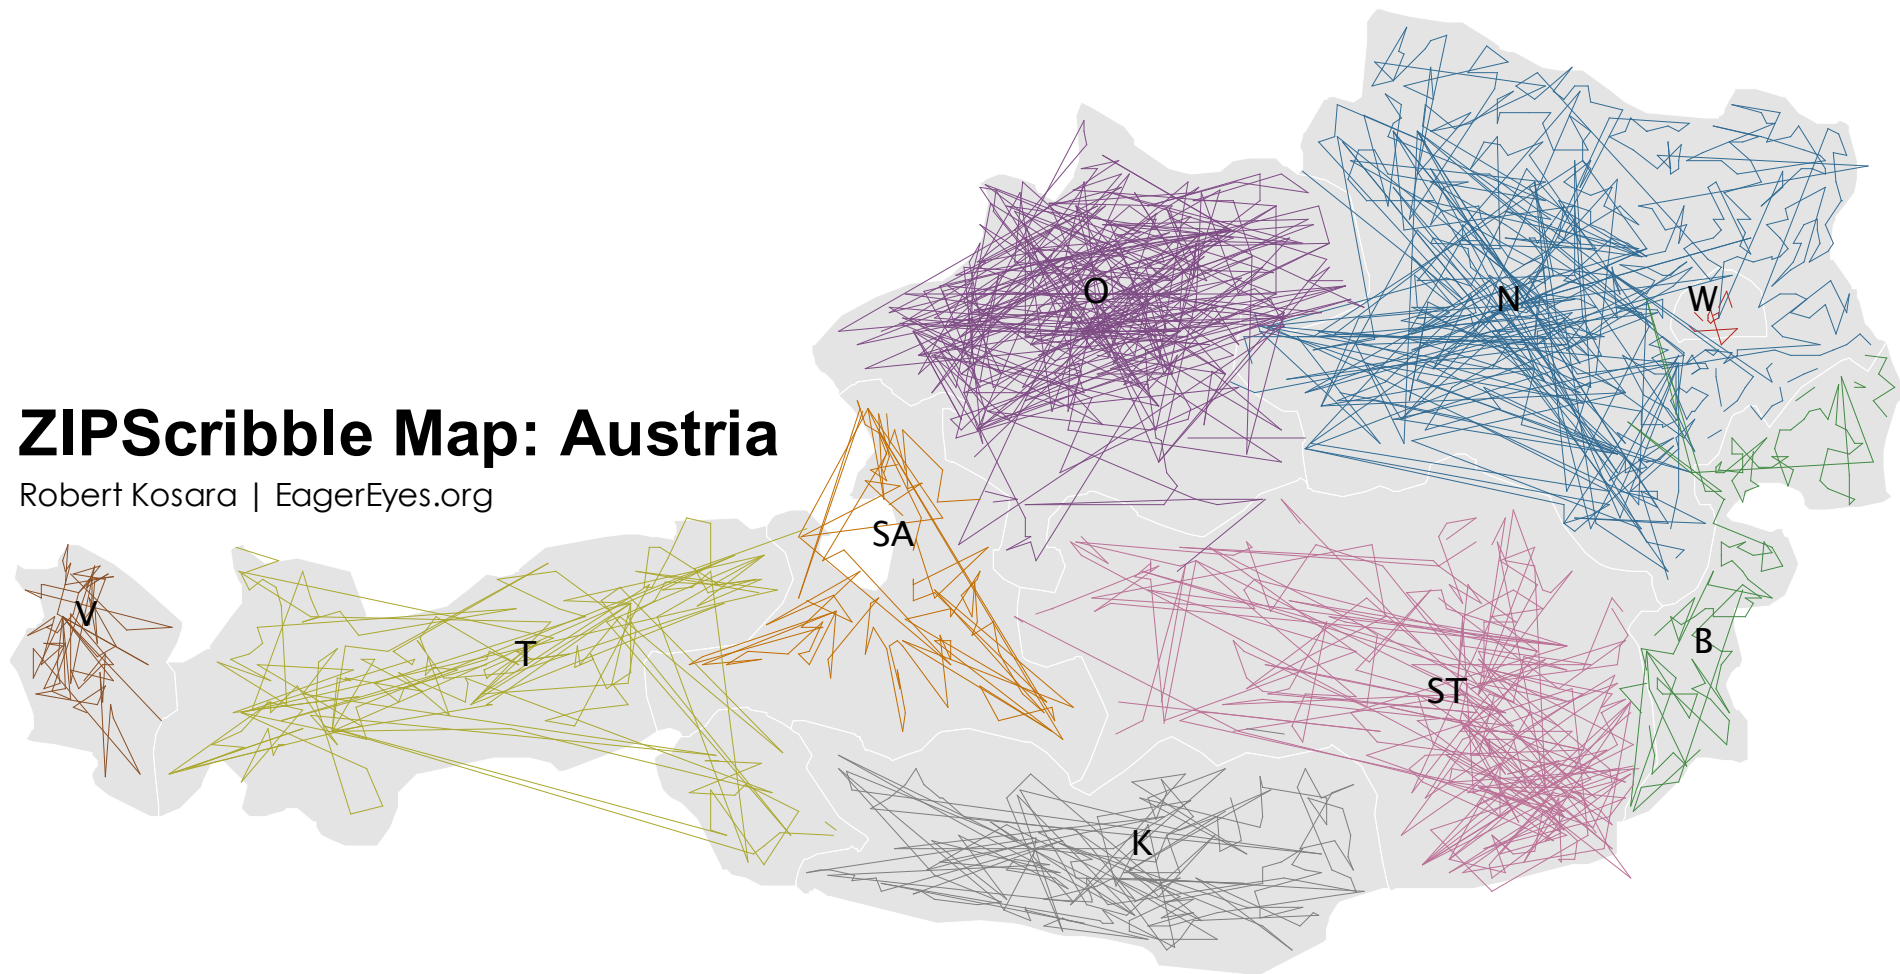 ZIPScribble Map: Austria
Robert Kosara | EagerEyes.org
O
N
W
SA
V
T
B
ST
K